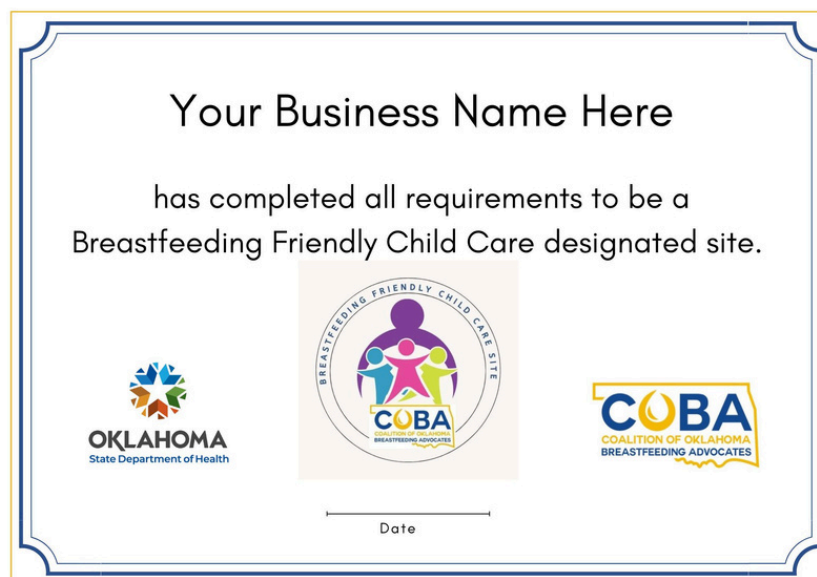 Your Business Name Here
has completed all requirements to be a
Breastfeeding Friendly Child Care designated site.
BREASTFEEDING FRIENDLY CHILD CARE SITE
COBA
COALITION OF OKLAHOMA
BREASTFEEDING ADVOCATES
OKLAHOMA
State Department of Health
COBA
COALITION OF OKLAHOMA
BREASTFEEDING ADVOCATES
Date